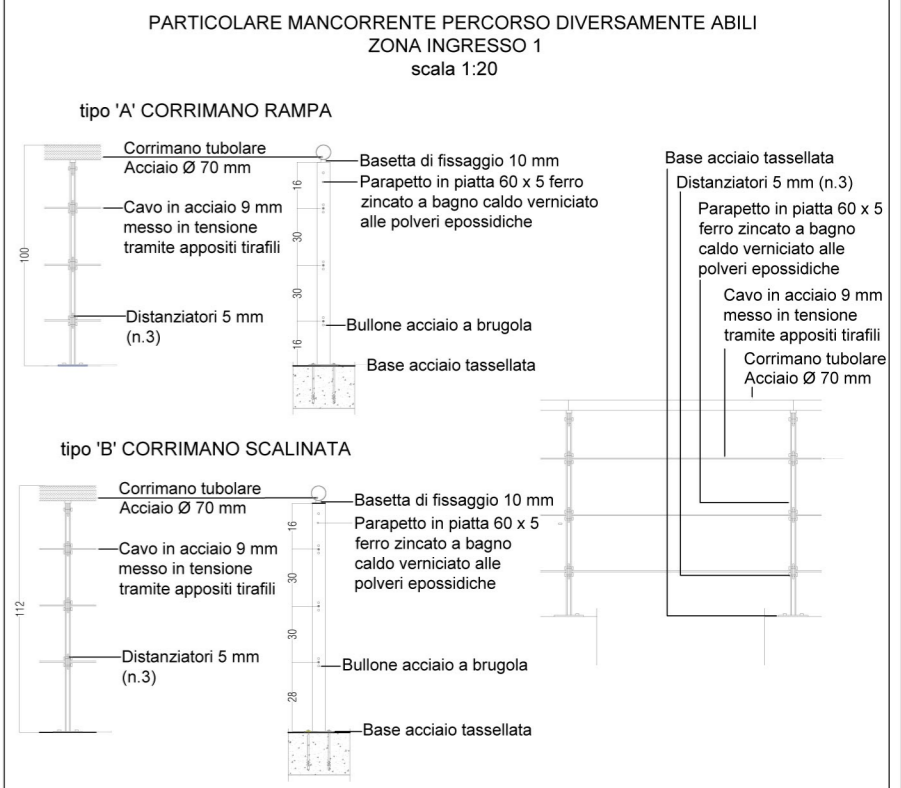 PARTICOLARE MANCORRENTE PERCORSO DIVERSAMENTE ABILI
ZONA INGRESSO 1
scala 1:20
tipo 'A' CORRIMANO RAMPA
Corrimano tubolare
Acciaio Ø 70 mm
Cavo in acciaio 9 mm
messo in tensione
tramite appositi tirafili
Distanziatori 5 mm
(n.3)
100
16
30
30
16
Basetta di fissaggio 10 mm
Parapetto in piatta 60 x 5 ferro
zincato a bagno caldo verniciato
alle polveri epossidiche
Bullone acciaio a brugola
Base acciaio tassellata
tipo 'B' CORRIMANO SCALINATA
Corrimano tubolare
Acciaio Ø 70 mm
Cavo in acciaio 9 mm
messo in tensione
tramite appositi tirafili
Distanziatori 5 mm
(n.3)
112
16
30
30
28
Basetta di fissaggio 10 mm
Parapetto in piatta 60 x 5
ferro zincato a bagno
caldo verniciato alle
polveri epossidiche
Bullone acciaio a brugola
Base acciaio tassellata
Base acciaio tassellata
Distanziatori 5 mm (n.3)
Parapetto in piatta 60 x 5
ferro zincato a bagno
caldo verniciato alle
polveri epossidiche
Cavo in acciaio 9 mm
messo in tensione
tramite appositi tirafili
Corrimano tubolare
Acciaio Ø 70 mm